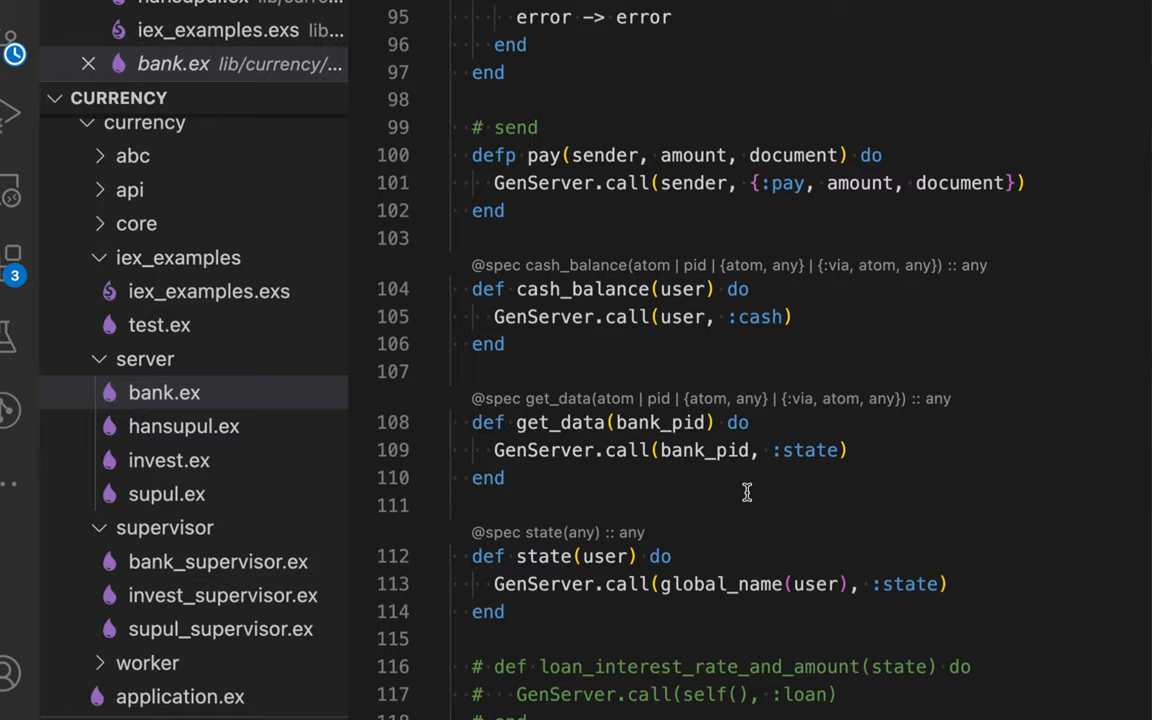 iex_examples.exs lib...
bank.ex lib/currency/...
CURRENCY
currency
abc
api
core
iex_examples
iex_examples.exs
test.ex
server
bank.ex
hansupul.ex
invest.ex
supul.ex
supervisor
bank_supervisor.ex
invest_supervisor.ex
supul_supervisor.ex
worker
application.ex
3
95 error -> error
96 end
97 end
98
99 # send
100 defp pay(sender, amount, document) do
101 GenServer.call(sender, {:pay, amount, document})
102 end
103
@spec cash_balance(atom | pid | {atom, any} | {:via, atom, any}) :: any
104 def cash_balance(user) do
105 GenServer.call(user, :cash)
106 end
107
@spec get_data(atom | pid | {atom, any} | {:via, atom, any}) :: any
108 def get_data(bank_pid) do
109 GenServer.call(bank_pid, :state)
110 end
111
@spec state(any) :: any
112 def state(user) do
113 GenServer.call(global_name(user), :state)
114 end
115
116 # def loan_interest_rate_and_amount(state) do
117 # GenServer.call(self(), :loan)
118 # end